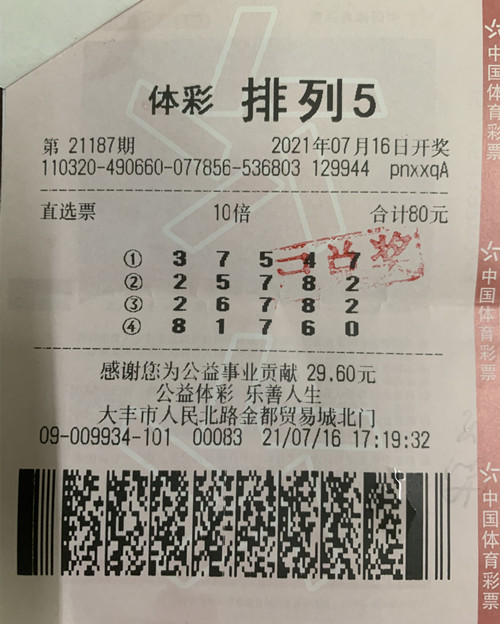 体彩 排列5
第 21187期 2021年07月16日开奖
110320-490660-077856-536803 129944 pnxxqA
直选票 10倍 合计80元
① 3 7 5 4 7
② 2 5 7 8 2
③ 2 6 7 8 2
④ 8 1 7 6 0
已兑奖
感谢您为公益事业贡献 29.60元
公益体彩 乐善人生
大丰市人民北路金都贸易城北门
09-009934-101 00083 21/07/16 17:19:32
中国体育彩票
中国体育彩票
中国体育彩票